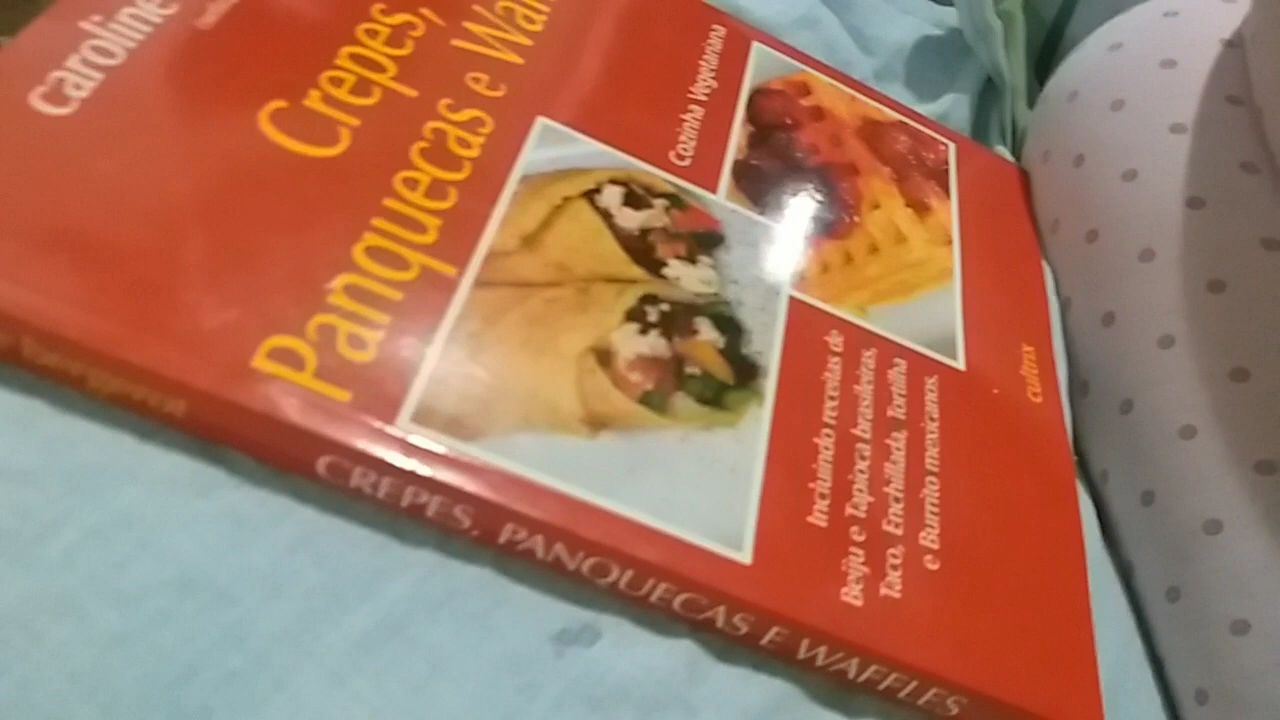 Caroline
Crepes,
Panquecas e
Cozinha Vegetariana
Incluindo receitas de
Beiju e Tapioca brasileiras,
Taco, Enchillada, Tortilha
e Burrito mexicanos.
cultrix
CREPES, PANQUECAS E WAFFLES